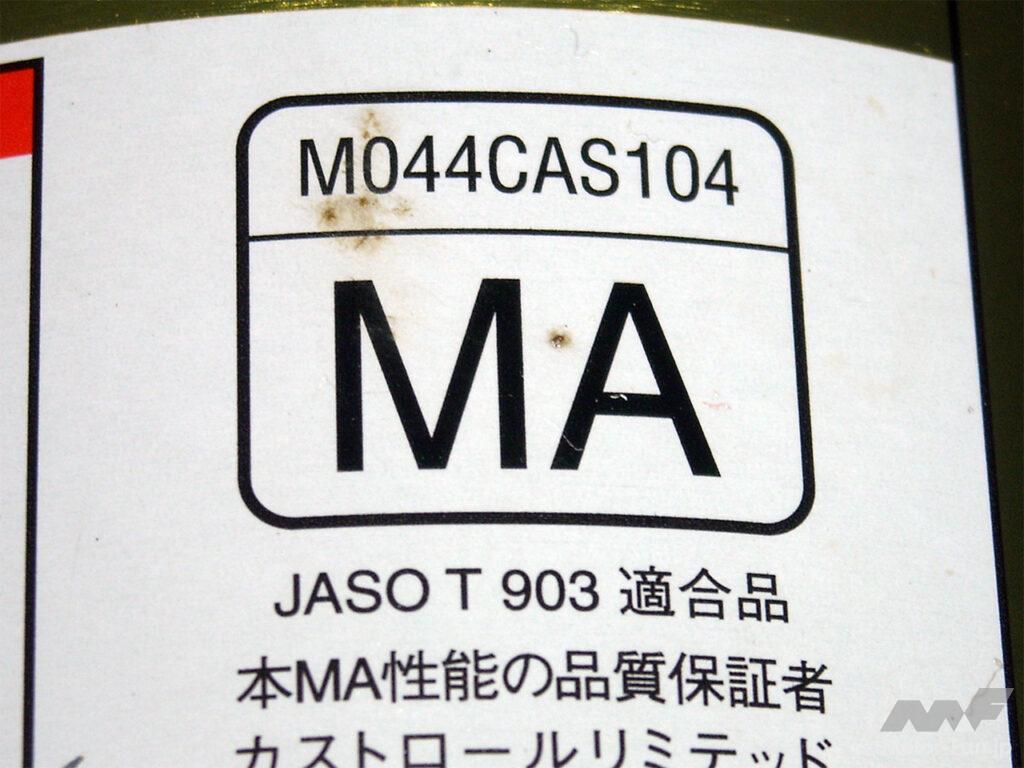 M044CAS104
MA
JASO T 903 適合品
本MA性能の品質保証者
カストロールリミテッド